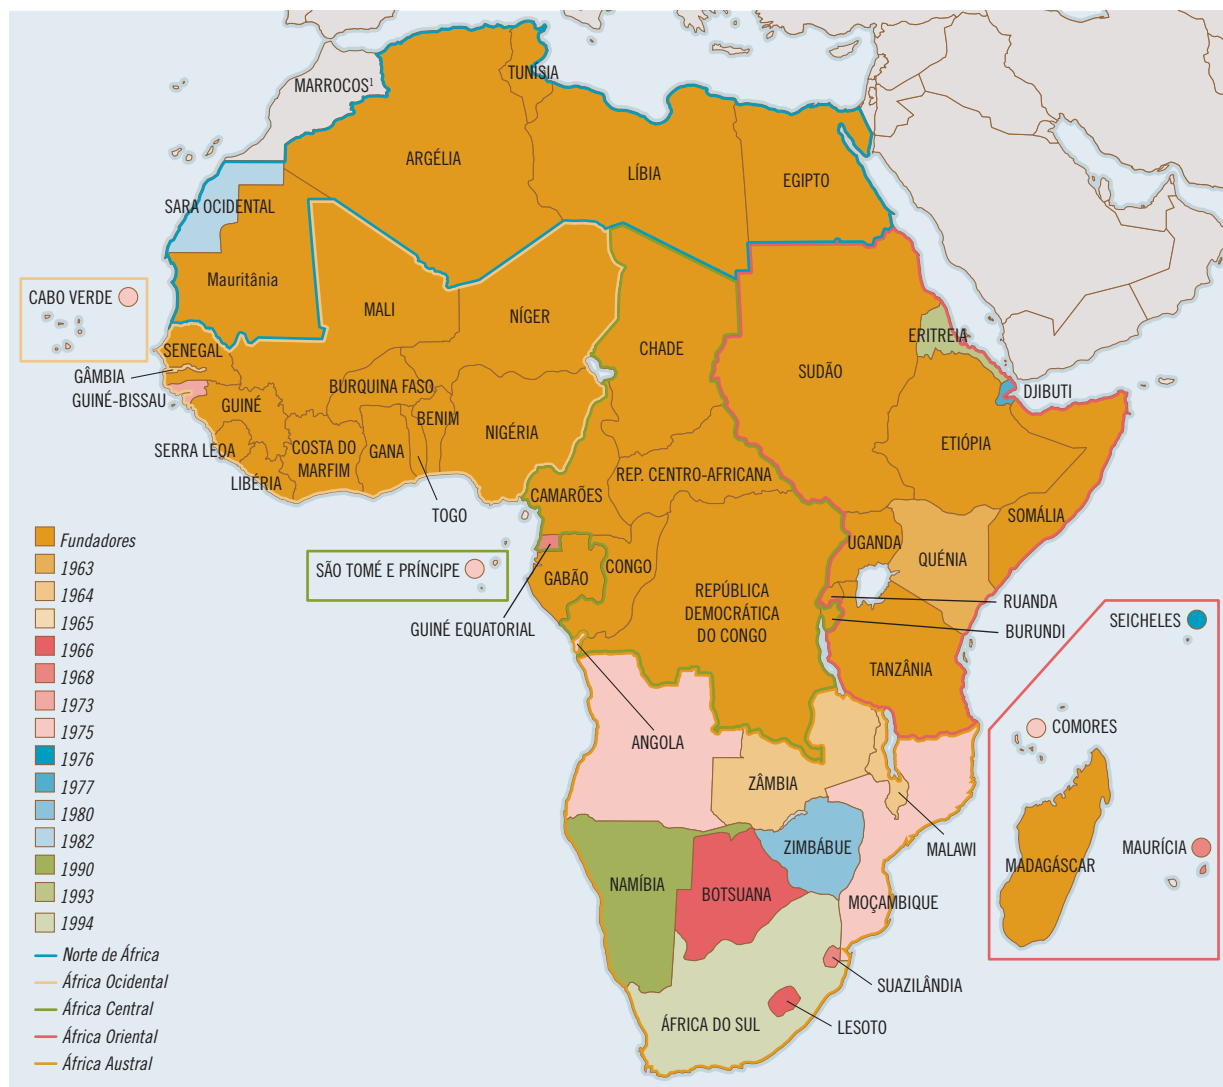 TUNÍSIA
MARROCOS¹
ARGÉLIA
LÍBIA
EGIPTO
SARA OCIDENTAL
Mauritânia
CABO VERDE
MALI
NÍGER
CHADE
SUDÃO
ERITREIA
DJIBUTI
SENEGAL
GÂMBIA
GUINÉ-BISSAU
GUINÉ
BURQUINA FASO
BENIM
NIGÉRIA
SERRA LEOA
COSTA DO
MARFIM
GANA
LIBÉRIA
TOGO
CAMARÕES
REP. CENTRO-AFRICANA
ETIÓPIA
SOMÁLIA
UGANDA
QUÉNIA
SÃO TOMÉ E PRÍNCIPE
GABÃO
CONGO
REPÚBLICA
DEMOCRÁTICA
DO CONGO
RUANDA
BURUNDI
GUINÉ EQUATORIAL
TANZÂNIA
SEICHELES
COMORES
ANGOLA
ZÂMBIA
MALAWI
MADAGÁSCAR
MAURÍCIA
ZIMBÁBUE
NAMÍBIA
BOTSUANA
MOÇAMBIQUE
SUAZILÂNDIA
ÁFRICA DO SUL
LESOTO
Fundadores
1963
1964
1965
1966
1968
1973
1975
1976
1977
1980
1982
1990
1993
1994
Norte de África
África Ocidental
África Central
África Oriental
África Austral